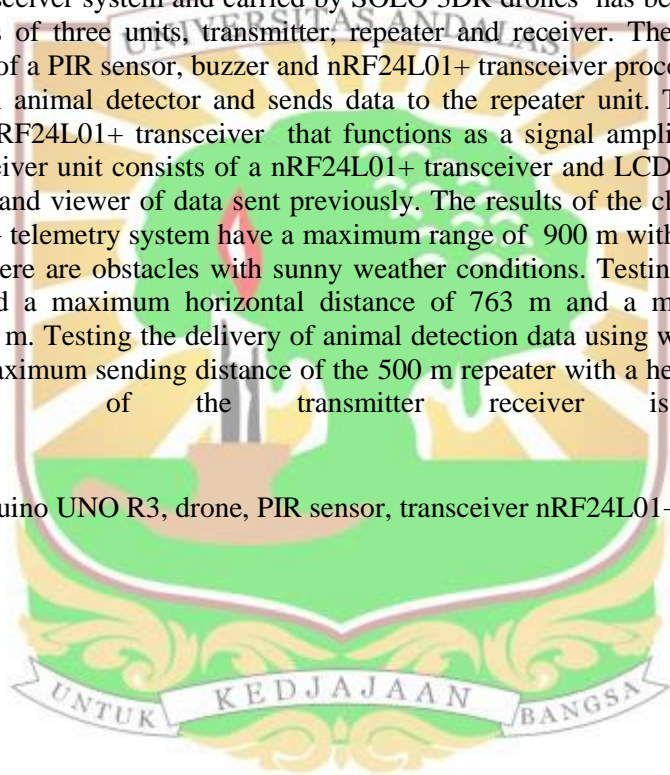 UNIVERSITAS ANDALAS
ceiver system and carried by SOLO 3DR drones has be
s of three units, transmitter, repeater and receiver. The
of a PIR sensor, buzzer and nRF24L01+ transceiver proce
animal detector and sends data to the repeater unit. T
RF24L01+ transceiver that functions as a signal ampli
eiver unit consists of a nRF24L01+ transceiver and LCD
and viewer of data sent previously. The results of the c
telemetry system have a maximum range of 900 m with
ere are obstacles with sunny weather conditions. Testin
d a maximum horizontal distance of 763 m and a m
m. Testing the delivery of animal detection data using w
aximum sending distance of the 500 m repeater with a he
of the transmitter receiver is
uino UNO R3, drone, PIR sensor, transceiver nRF24L01+
UNTUK KEDJAJAAN BANGSA